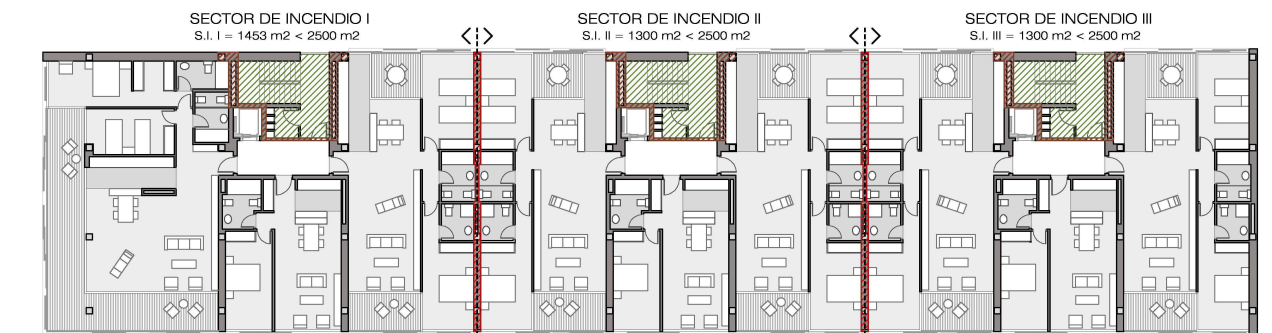 SECTOR DE INCENDIO I
S.I. I = 1453 m2 < 2500 m2
SECTOR DE INCENDIO II
S.I. II = 1300 m2 < 2500 m2
SECTOR DE INCENDIO III
S.I. III = 1300 m2 < 2500 m2